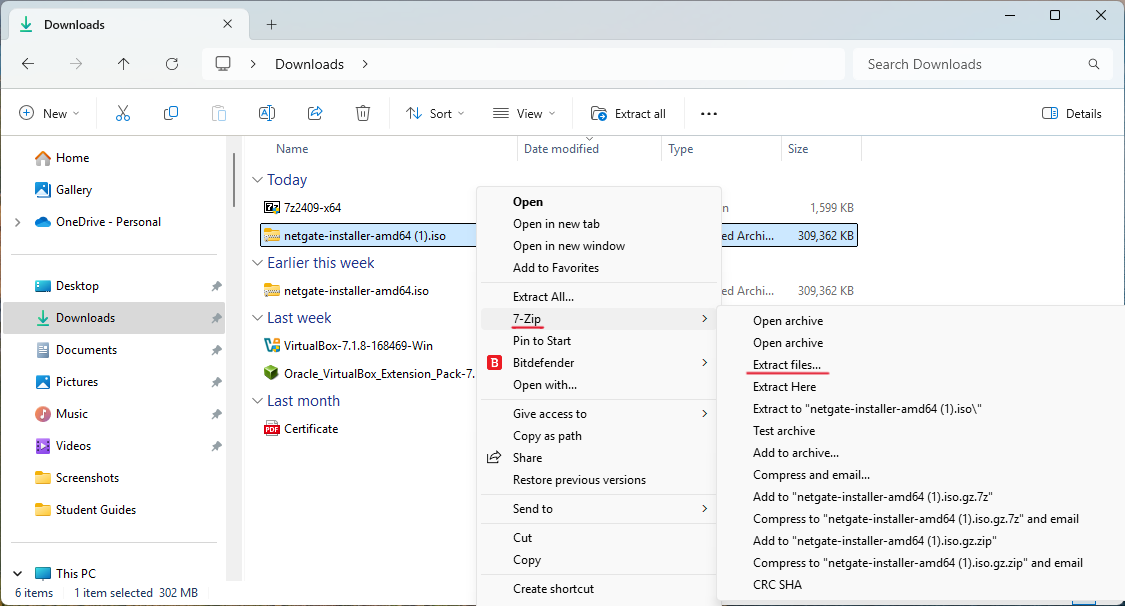 Downloads
Downloads
Search Downloads
New
Sort
View
Extract all
Details
Home
Gallery
OneDrive - Personal
Desktop
Downloads
Documents
Pictures
Music
Videos
Screenshots
Student Guides
This PC
Name
Date modified
Type
Size
Today
7z2409-x64
n
1,599 KB
netgate-installer-amd64 (1).iso
ed Archi...
309,362 KB
Earlier this week
netgate-installer-amd64.iso
ed Archi...
309,362 KB
Last week
VirtualBox-7.1.8-168469-Win
Oracle_VirtualBox_Extension_Pack-7.
Last month
PDF
Certificate
Open
Open in new tab
Open in new window
Add to Favorites
Extract All...
7-Zip
Pin to Start
B
Bitdefender
Open with...
Give access to
Copy as path
Share
Restore previous versions
Send to
Cut
Copy
Create shortcut
Open archive
Open archive
Extract files...
Extract Here
Extract to "netgate-installer-amd64 (1).iso\"
Test archive
Add to archive...
Compress and email...
Add to "netgate-installer-amd64 (1).iso.gz.7z"
Compress to "netgate-installer-amd64 (1).iso.gz.7z" and email
Add to "netgate-installer-amd64 (1).iso.gz.zip"
Compress to "netgate-installer-amd64 (1).iso.gz.zip" and email
CRC SHA
6 items
1 item selected 302 MB